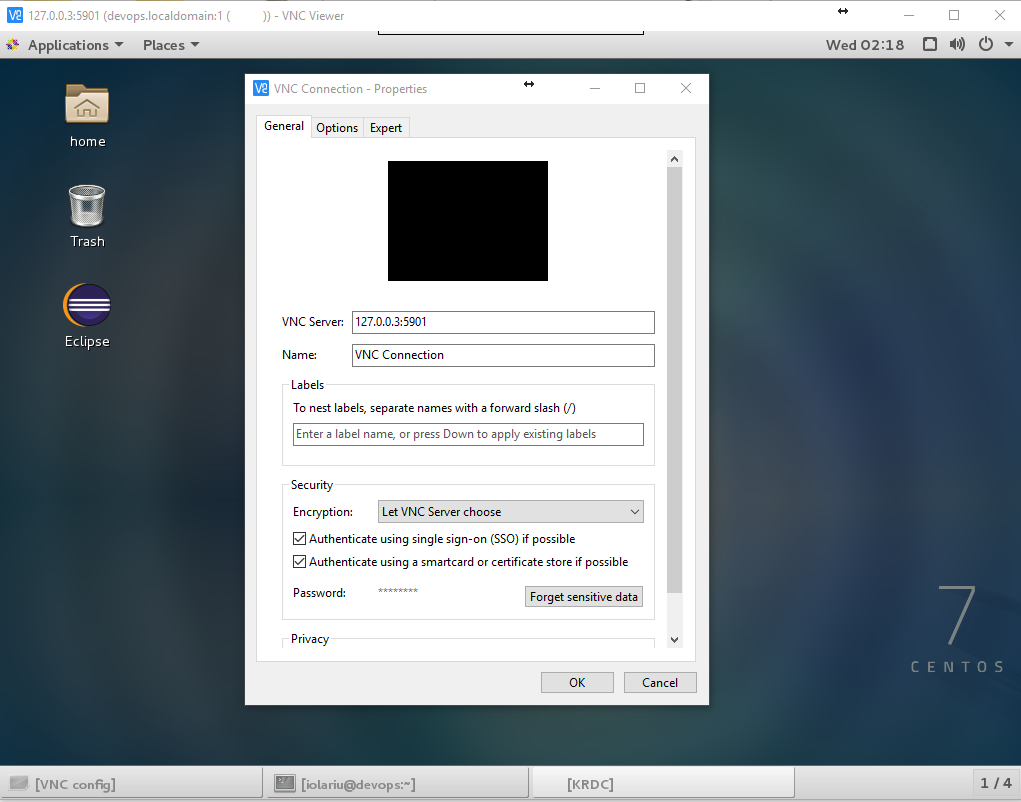 127.0.0.3:5901 (devops.localdomain:1 ( )) - VNC Viewer
Applications Places Wed 02:18
home
Trash
Eclipse
VNC Connection - Properties
General Options Expert
VNC Server: 127.0.0.3:5901
Name: VNC Connection
Labels
To nest labels, separate names with a forward slash (/)
Enter a label name, or press Down to apply existing labels
Security
Encryption: Let VNC Server choose
Authenticate using single sign-on (SSO) if possible
Authenticate using a smartcard or certificate store if possible
Password: ********
Forget sensitive data
Privacy
OK Cancel
7
CENTOS
[VNC config] [iolariu@devops:~] [KRDC] 1 / 4